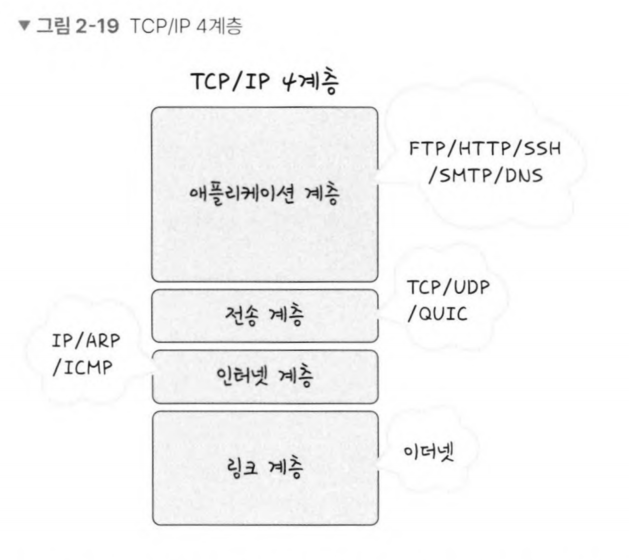 ▼ 그림 2-19 TCP/IP 4계층
TCP/IP 4계층
애플리케이션 계층
FTP/HTTP/SSH
/SMTP/DNS
전송 계층
TCP/UDP
/QUIC
IP/ARP
/ICMP
인터넷 계층
링크 계층
이더넷